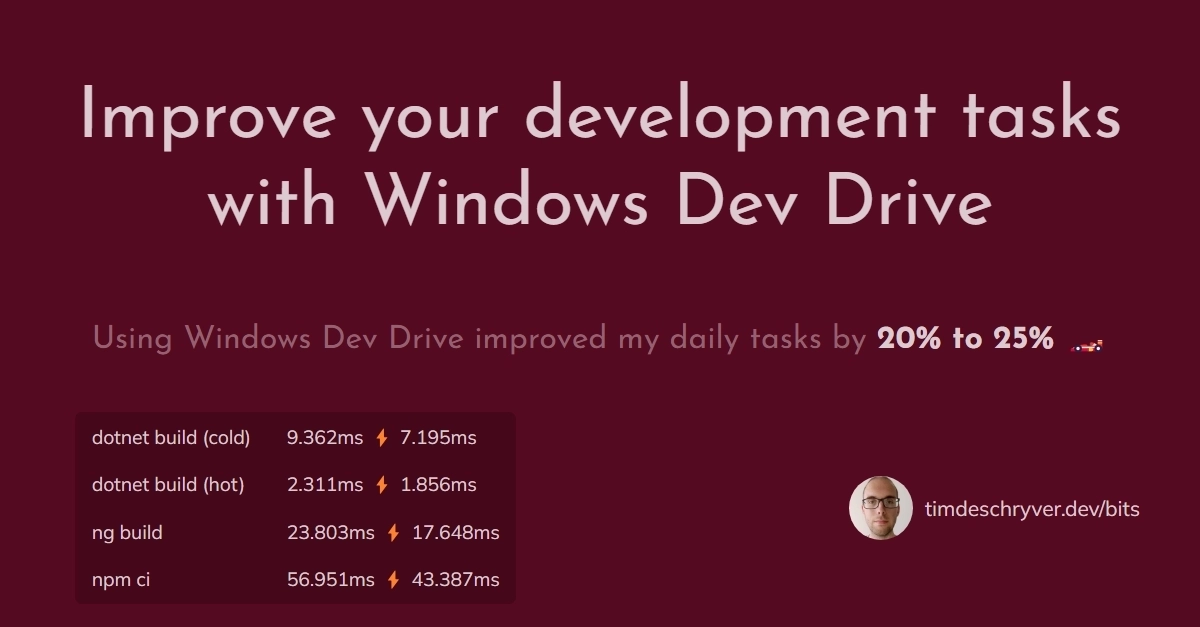 Improve your development tasks
with Windows Dev Drive
Using Windows Dev Drive improved my daily tasks by 20% to 25% 🏎️
dotnet build (cold) 9.362ms ⚡ 7.195ms
dotnet build (hot) 2.311ms ⚡ 1.856ms
ng build 23.803ms ⚡ 17.648ms
npm ci 56.951ms ⚡ 43.387ms
timdeschryver.dev/bits